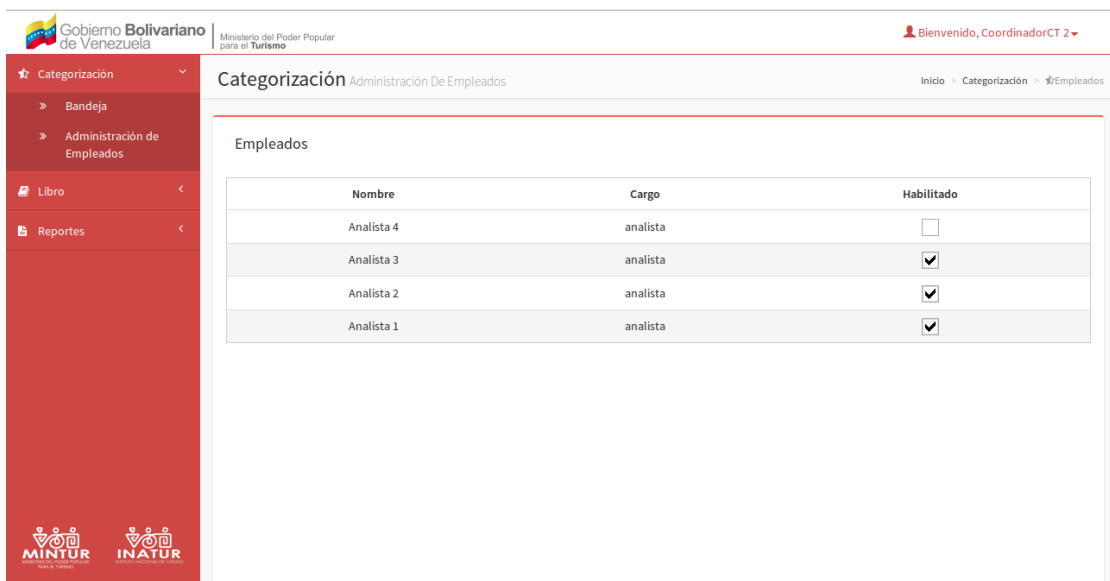 Gobierno Bolivariano
de Venezuela
Ministerio del Poder Popular
para el Turismo
Bienvenido, CoordinadorCT 2
Categorización
Bandeja
Administración de
Empleados
Libro
Reportes
Categorización Administración De Empleados
Inicio > Categorización > Empleados
Empleados
Nombre Cargo Habilitado
Analista 4 analista
Analista 3 analista
Analista 2 analista
Analista 1 analista
MINTUR INATUR